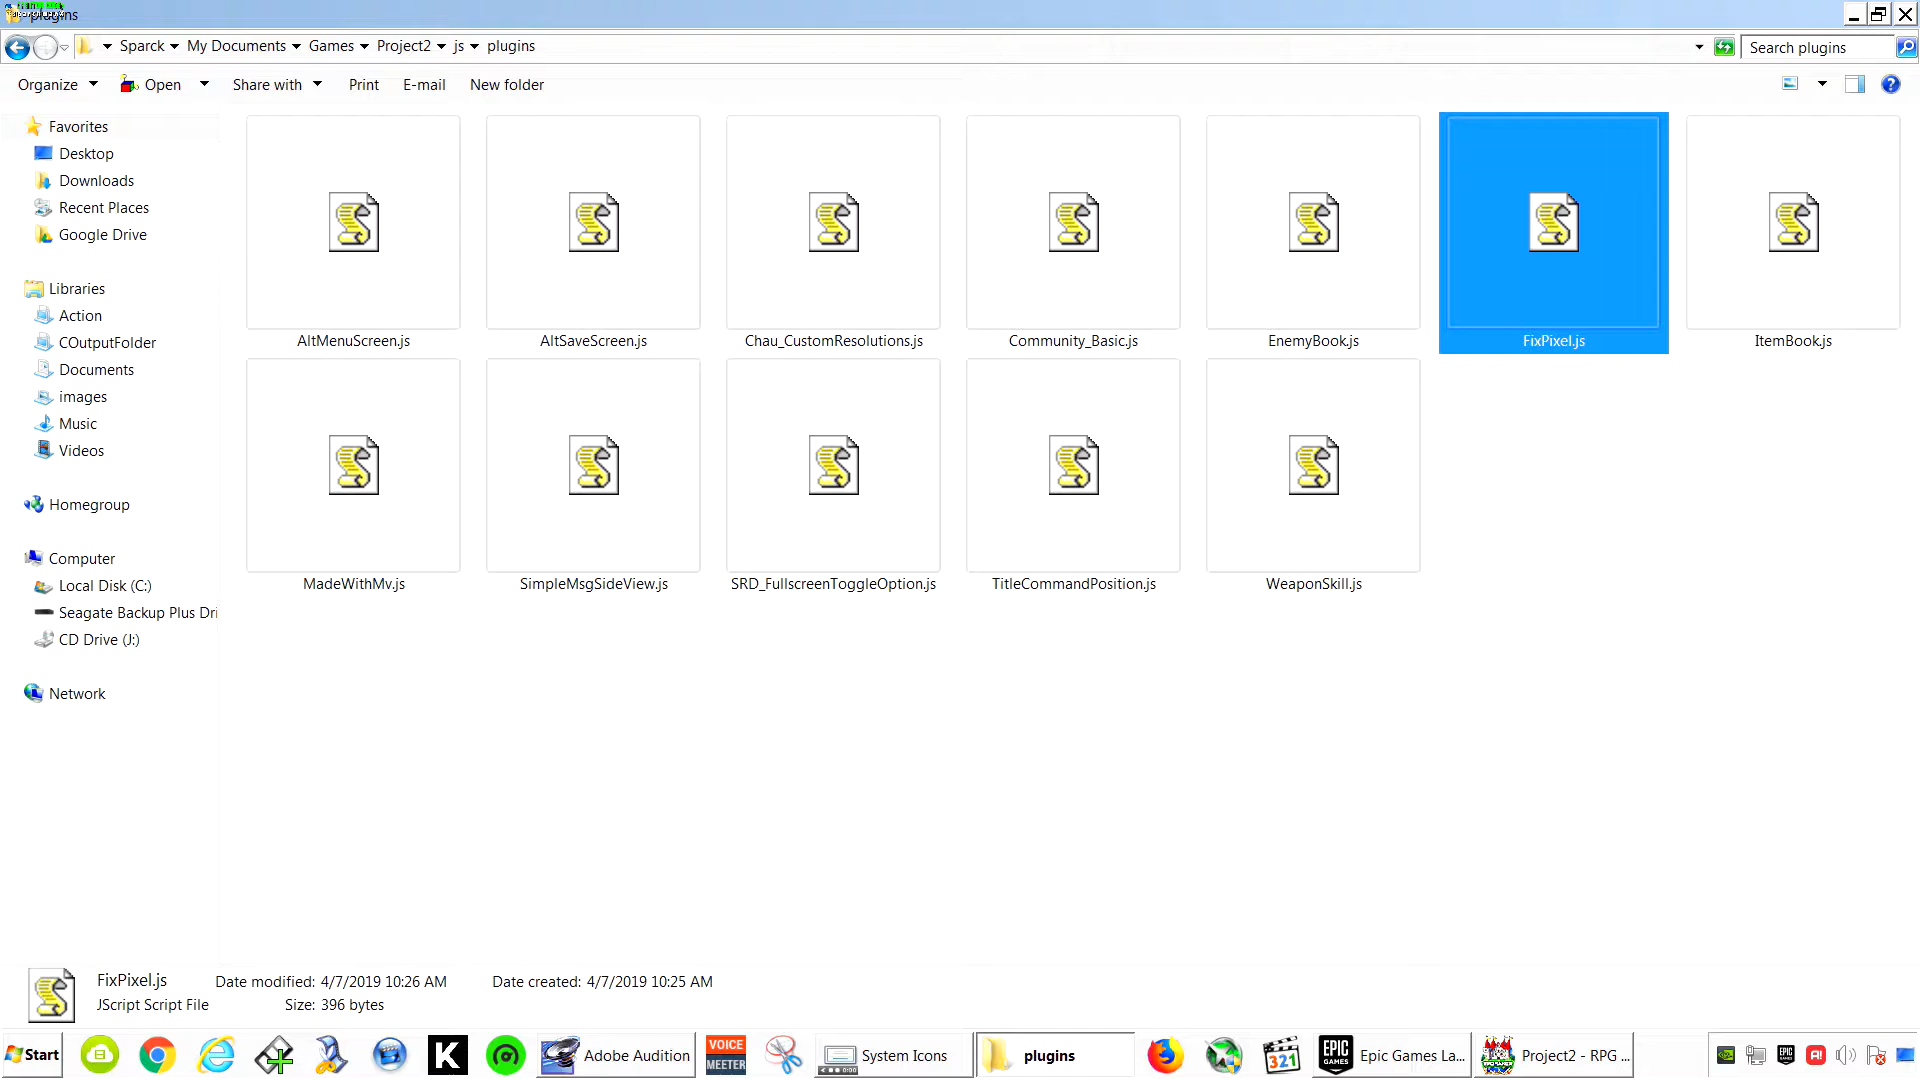 plugins
Sparck My Documents Games Project2 js plugins
Search plugins
Organize Open Share with Print E-mail New folder
Favorites
Desktop
Downloads
Recent Places
Google Drive
Libraries
Action
COutputFolder
Documents
images
Music
Videos
Homegroup
Computer
Local Disk (C:)
Seagate Backup Plus Dri
CD Drive (J:)
Network
AltMenuScreen.js AltSaveScreen.js Chau_CustomResolutions.js Community_Basic.js EnemyBook.js FixPixel.js ItemBook.js
MadeWithMv.js SimpleMsgSideView.js SRD_FullscreenToggleOption.js TitleCommandPosition.js WeaponSkill.js
FixPixel.js Date modified: 4/7/2019 10:26 AM Date created: 4/7/2019 10:25 AM
JScript Script File Size: 396 bytes
Start
K
Adobe Audition
VOICE
MEETER
System Icons
plugins
321
EPIC
GAMES
Epic Games La...
Project2 - RPG ...